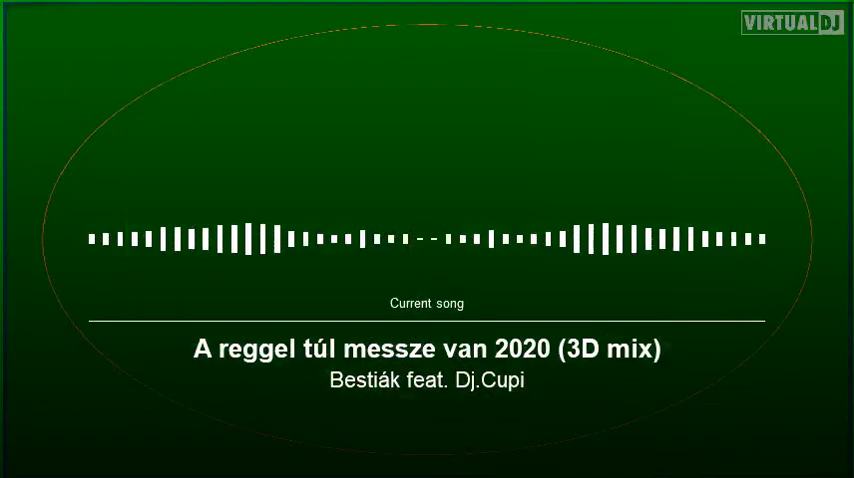 VIRTUALDJ
Current song
A reggel túl messze van 2020 (3D mix)
Bestiák feat. Dj.Cupi